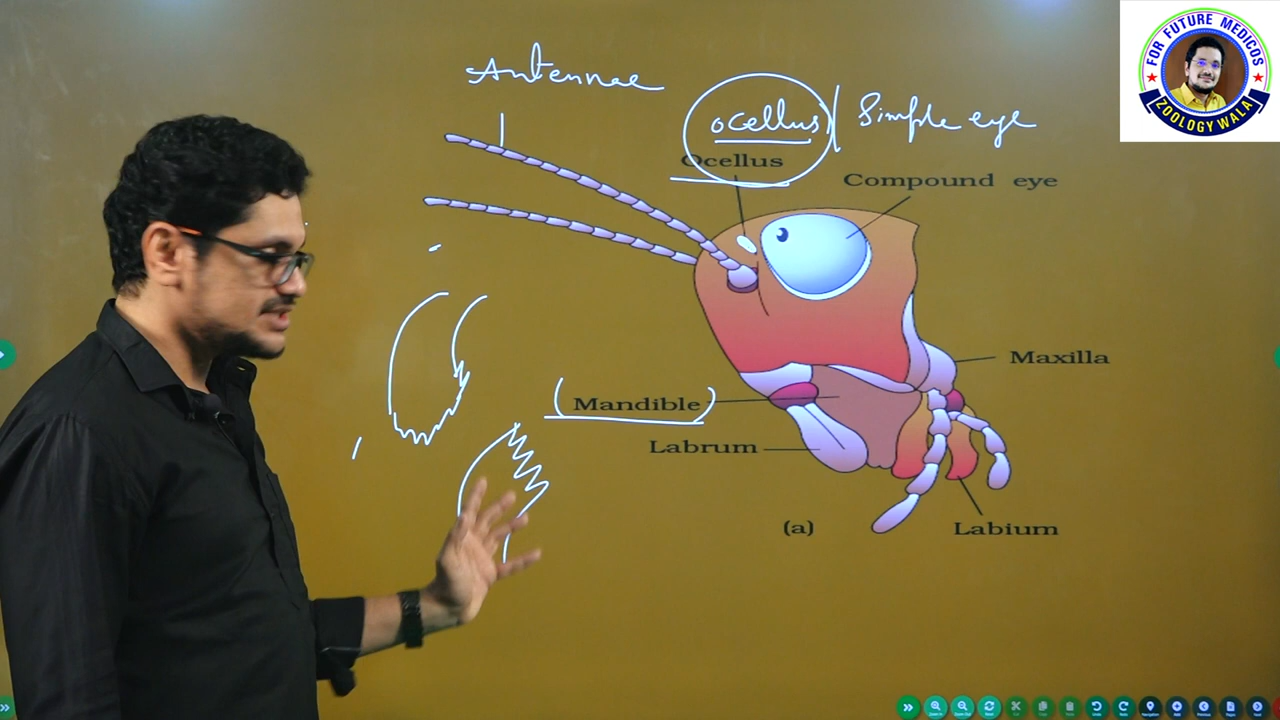 FOR FUTURE MEDICOS
ZOOLOGY WALA
Antennae
ocellus
Simple eye
Ocellus
Compound eye
Maxilla
(Mandible)
Labrum
(a)
Labium